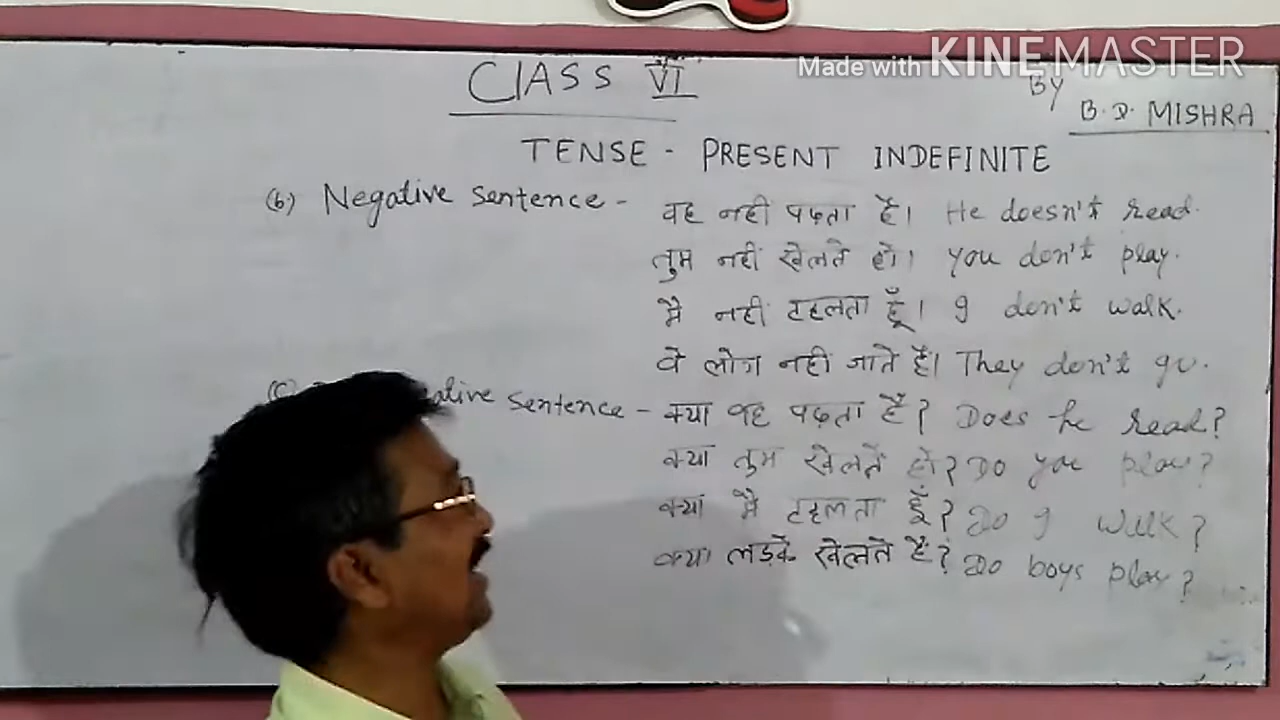 Made with KINEMASTER
CLASS VI
By
B. D. MISHRA
TENSE - PRESENT INDEFINITE
(b) Negative Sentence - वह नही पढ़ता है। He doesn't read.
तुम नहीं खेलते हो। you don't play.
मै नहीं टहलता हूँ। I don't walk.
वे लोग नही जाते हैं। They don't go.
(C) ative sentence - क्या वह पढ़ता है? Does he read?
क्या तुम खेलते हो? Do you play?
क्या मै टहलता हूँ? Do I walk?
क्या लड़के खेलते हैं? Do boys play?